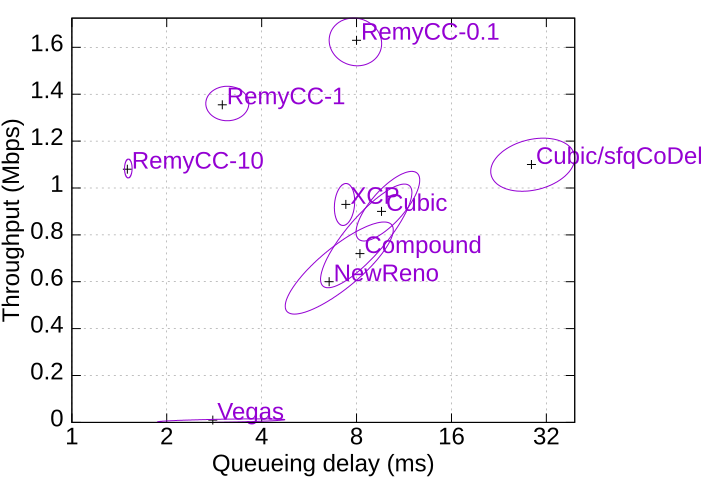 RemyCC-0.1
1.6
RemyCC-1
1.4
1.2
RemyCC-10
Cubic/sfqCoDel
1
XCP
Cubic
0.8
Compound
0.6
NewReno
0.4
0.2
Vegas
0
1 2 4 8 16 32
Throughput (Mbps)
Queueing delay (ms)